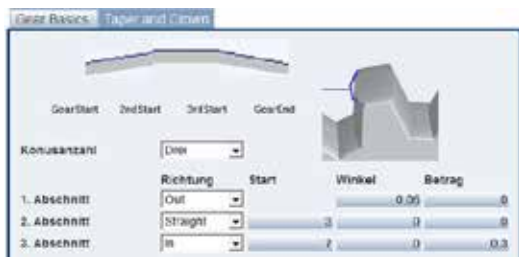 Gear Basics Taper and Crown
GearStart 2ndStart 3rdStart GearEnd
Konusanzahl Drei
Richtung Start Winkel Betrag
1. Abschnitt Out 0.06 0
2. Abschnitt Straight 3 0 0
3. Abschnitt In 7 0 0.3